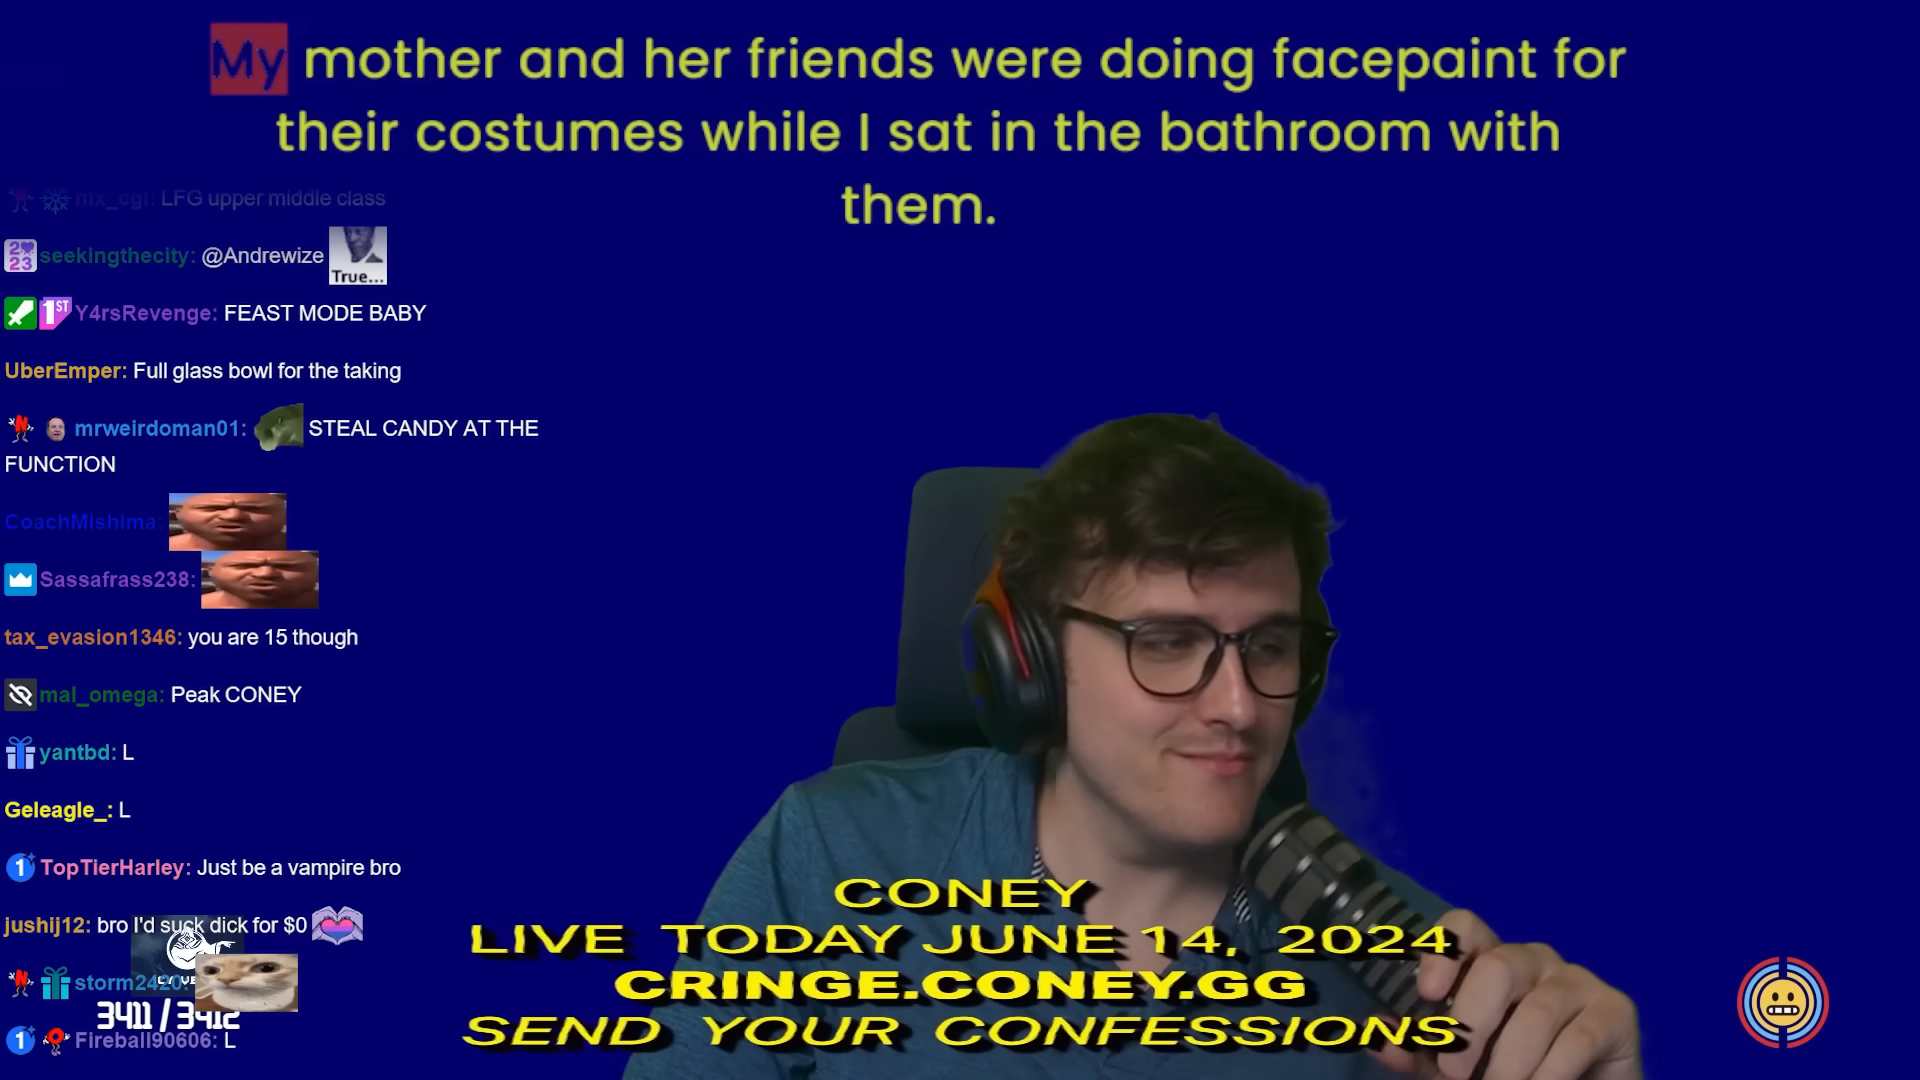 My mother and her friends were doing facepaint for
their costumes while I sat in the bathroom with
them.
nix_cgi: LFG upper middle class
seekingthecity: @Andrewize
True...
Y4rsRevenge: FEAST MODE BABY
UberEmper: Full glass bowl for the taking
mrweirdoman01: STEAL CANDY AT THE
FUNCTION
CoachMishima:
Sassafrass238:
tax_evasion1346: you are 15 though
mal_omega: Peak CONEY
yantbd: L
Geleagle_: L
TopTierHarley: Just be a vampire bro
jushij12: bro I'd suck dick for $0
storm2420:
3411 / 3412
Fireball90606: L
CONEY
LIVE TODAY JUNE 14, 2024
CRINGE.CONEY.GG
SEND YOUR CONFESSIONS